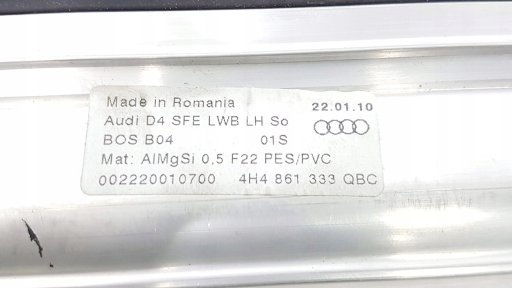 Made in Romania 22.01.10
Audi D4 SFE LWB LH So
BOS B04 01S
Mat: AlMgSi 0,5 F22 PES/PVC
002220010700 4H4 861 333 QBC